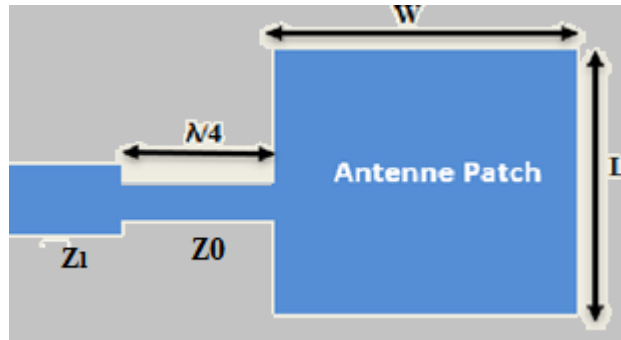 W
λ/4
Antenne Patch
L
Z1
Z0